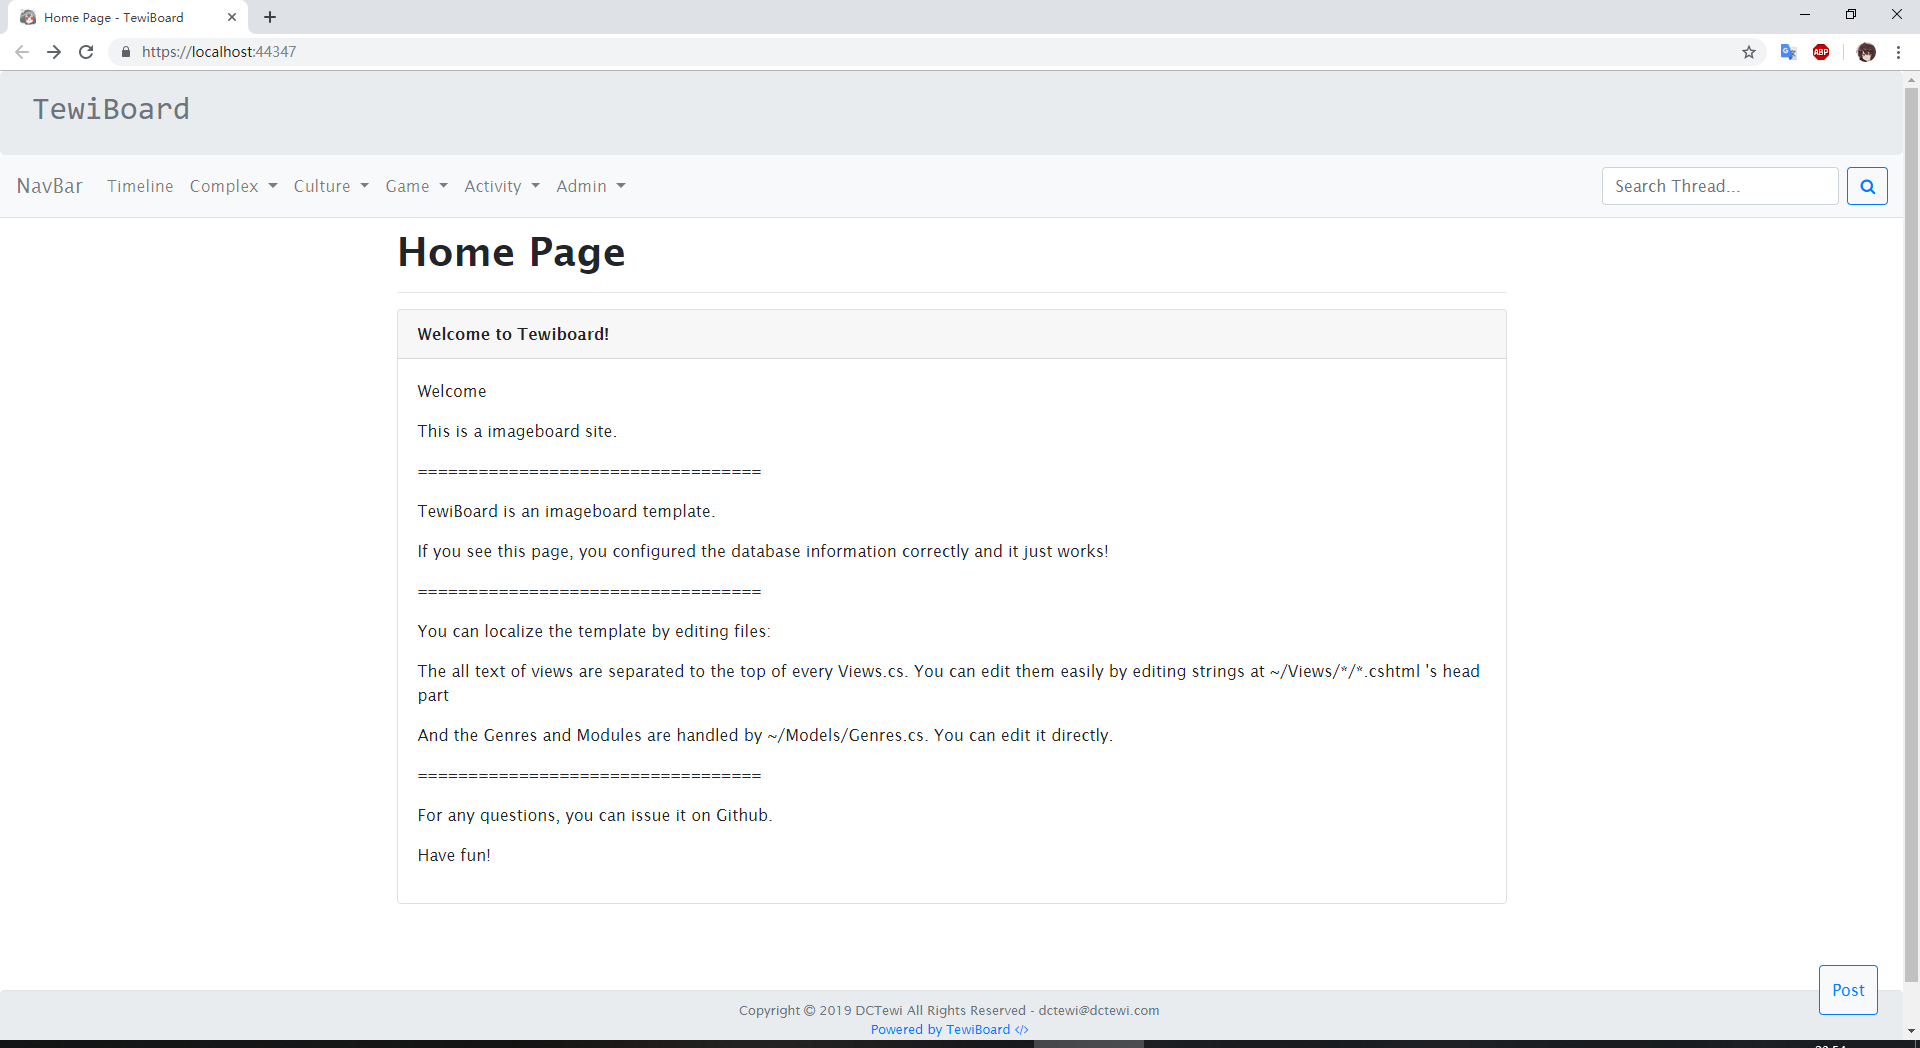 Home Page - TewiBoard
https://localhost:44347
ABP
TewiBoard
NavBar Timeline Complex Culture Game Activity Admin Search Thread...
Home Page
Welcome to Tewiboard!
Welcome
This is a imageboard site.
==================================
TewiBoard is an imageboard template.
If you see this page, you configured the database information correctly and it just works!
==================================
You can localize the template by editing files:
The all text of views are separated to the top of every Views.cs. You can edit them easily by editing strings at ~/Views/*/*.cshtml 's head
part
And the Genres and Modules are handled by ~/Models/Genres.cs. You can edit it directly.
==================================
For any questions, you can issue it on Github.
Have fun!
Post
Copyright © 2019 DCTewi All Rights Reserved - dctewi@dctewi.com
Powered by TewiBoard </>